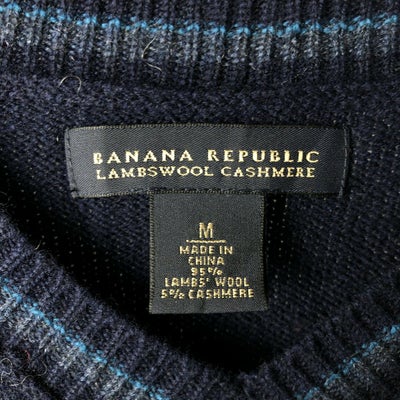 BANANA REPUBLIC
LAMBSWOOL CASHMERE
M
MADE IN
CHINA
95%
LAMBS' WOOL
5% CASHMERE